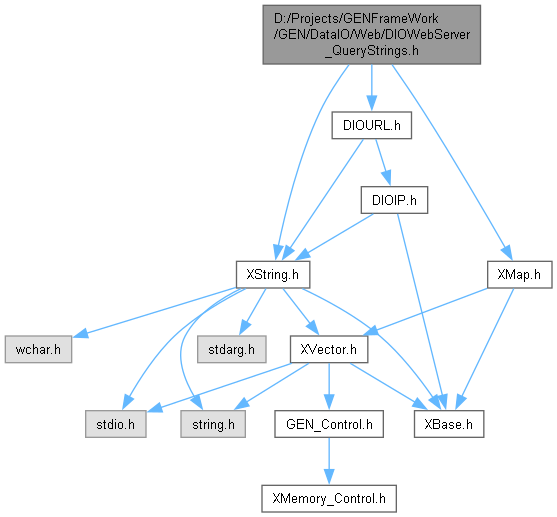 D:/Projects/GENFrameWork
/GEN/DataIO/Web/DIOWebServer
_QueryStrings.h
DIOURL.h
DIOIP.h
XString.h
XMap.h
wchar.h
stdarg.h
XVector.h
stdio.h
string.h
GEN_Control.h
XBase.h
XMemory_Control.h